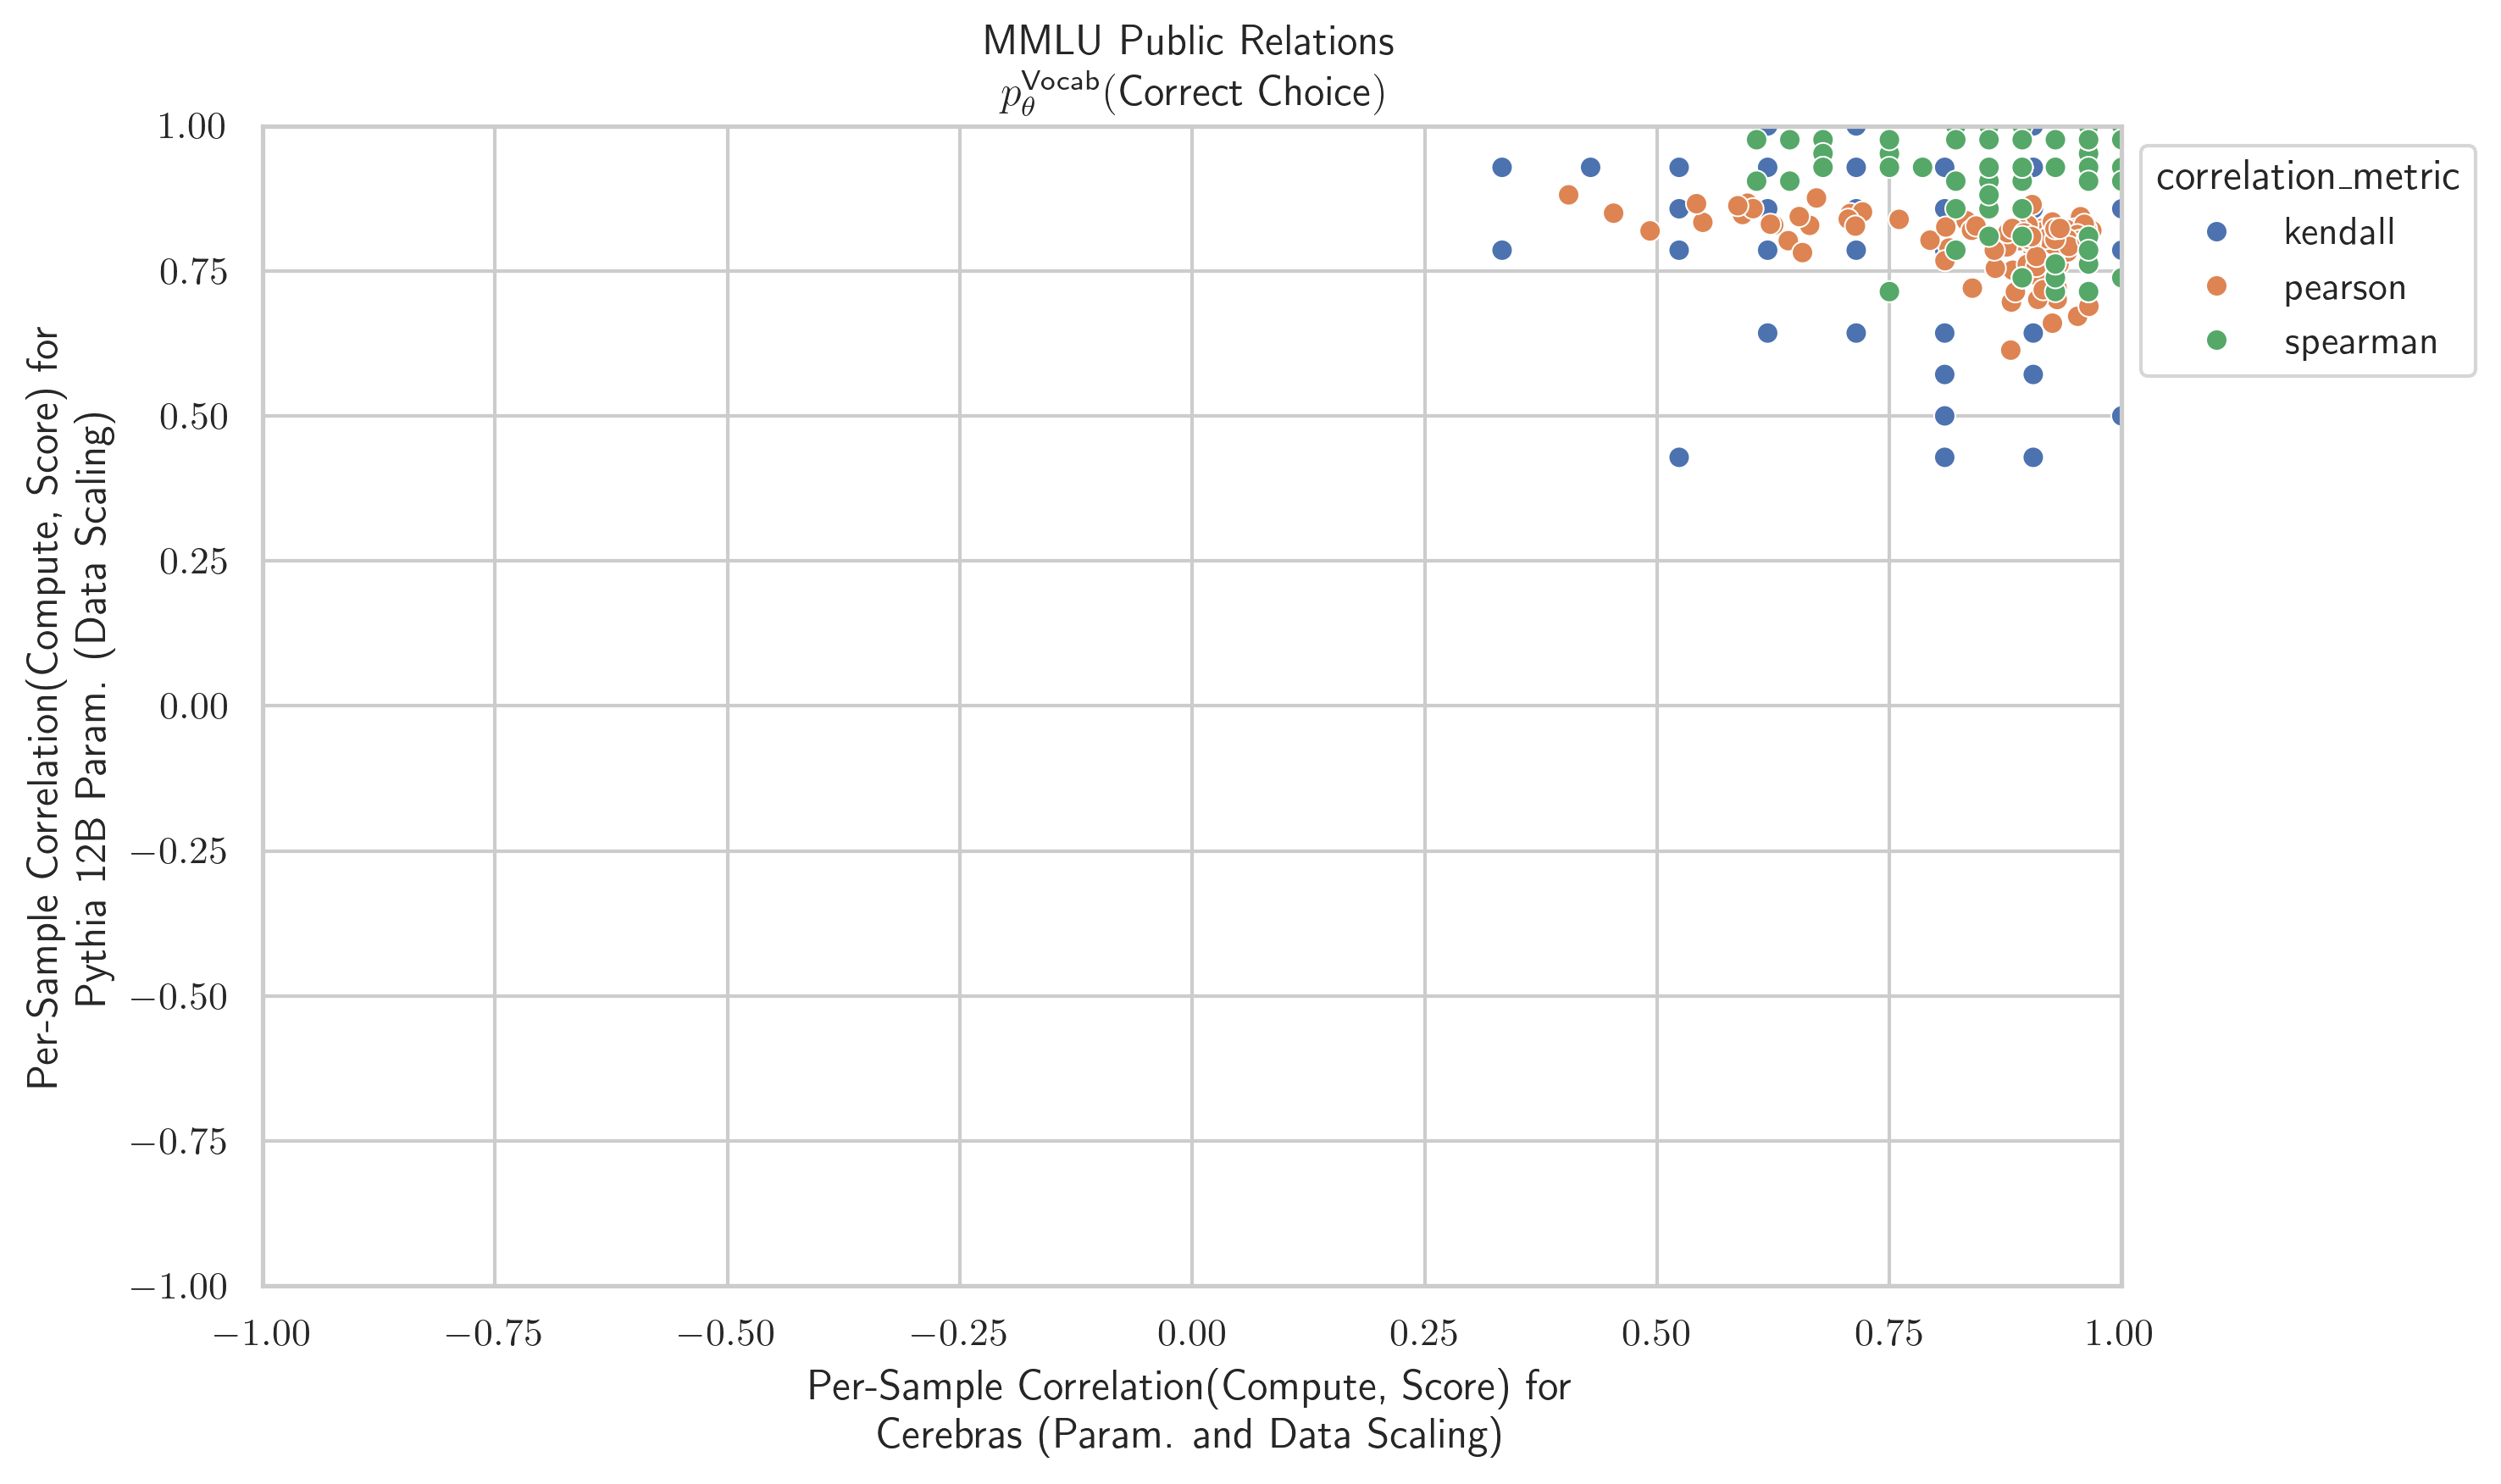 MMLU Public Relations
p_θ^Vocab(Correct Choice)
Per-Sample Correlation(Compute, Score) for
Pythia 12B Param. (Data Scaling)
1.00
0.75
0.50
0.25
0.00
−0.25
−0.50
−0.75
−1.00
−1.00
−0.75
−0.50
−0.25
0.00
0.25
0.50
0.75
1.00
Per-Sample Correlation(Compute, Score) for
Cerebras (Param. and Data Scaling)
correlation_metric
kendall
pearson
spearman